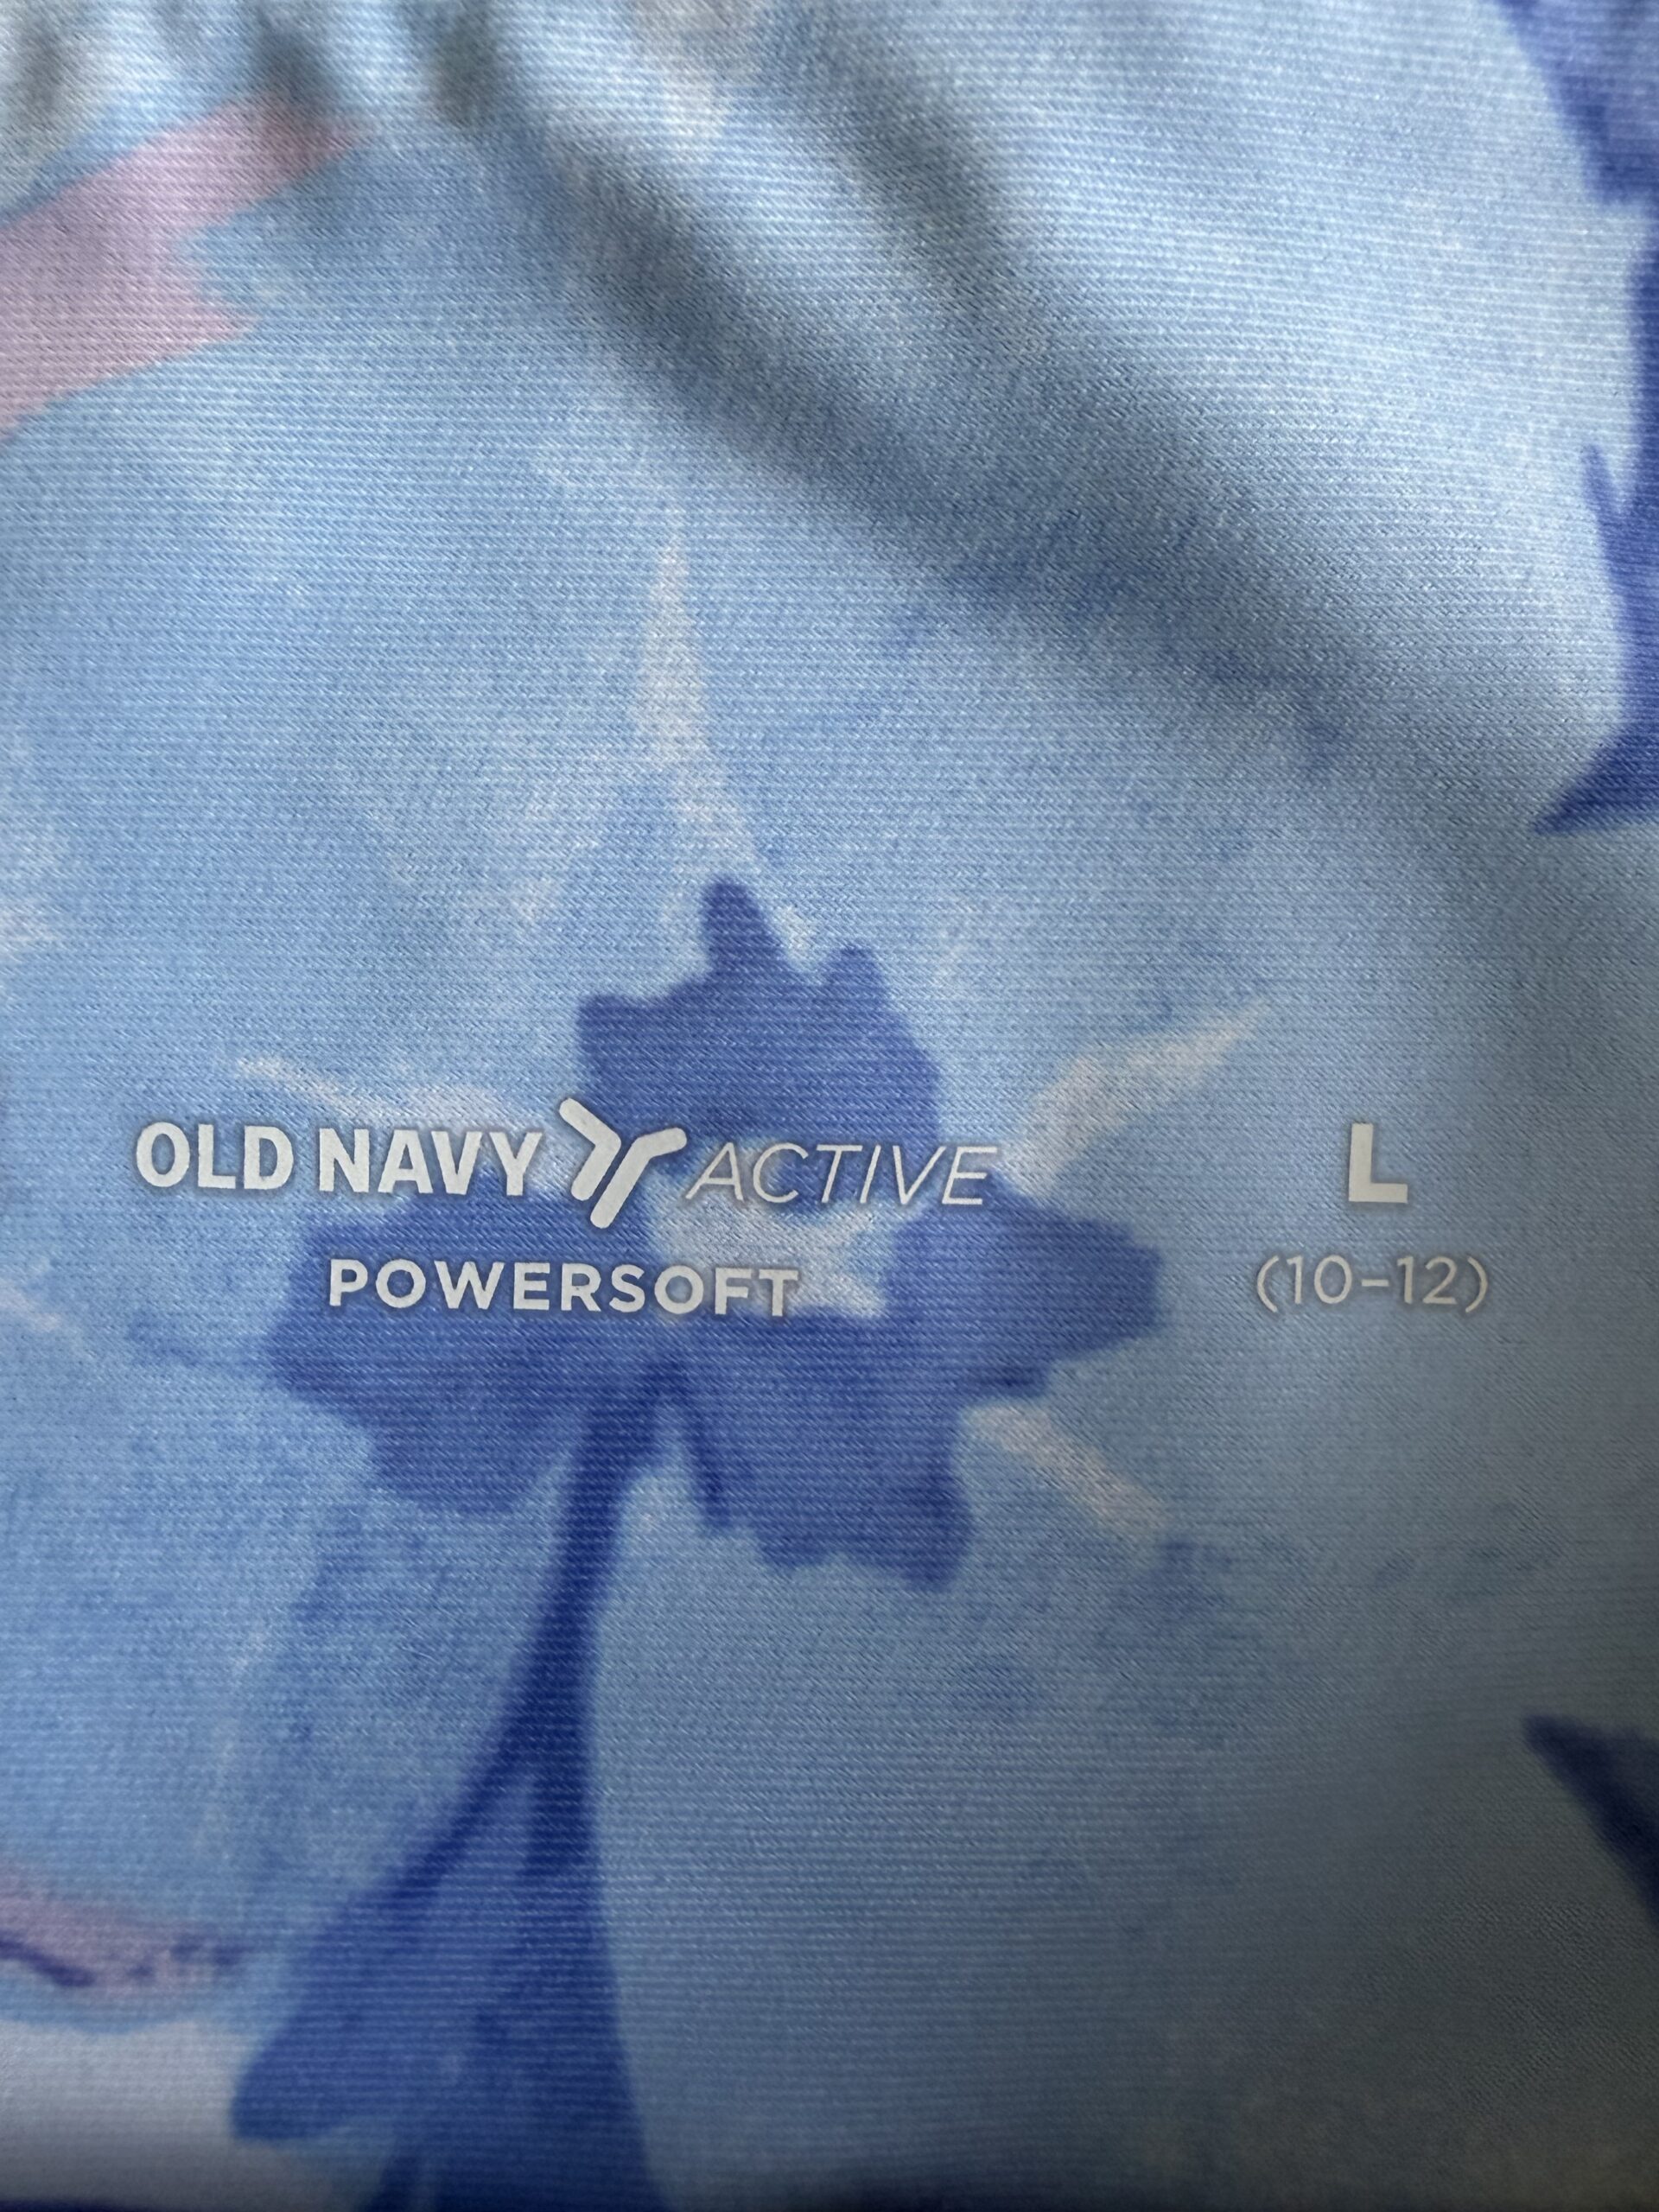 OLD NAVY ACTIVE L
POWERSOFT (10-12)